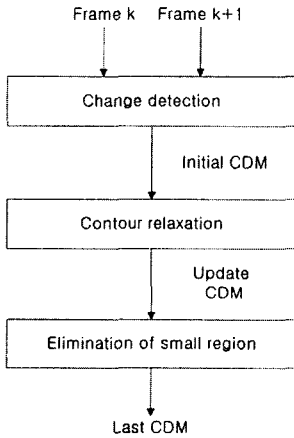 Frame k Frame k+1
Change detection
Initial CDM
Contour relaxation
Update
CDM
Elimination of small region
Last CDM